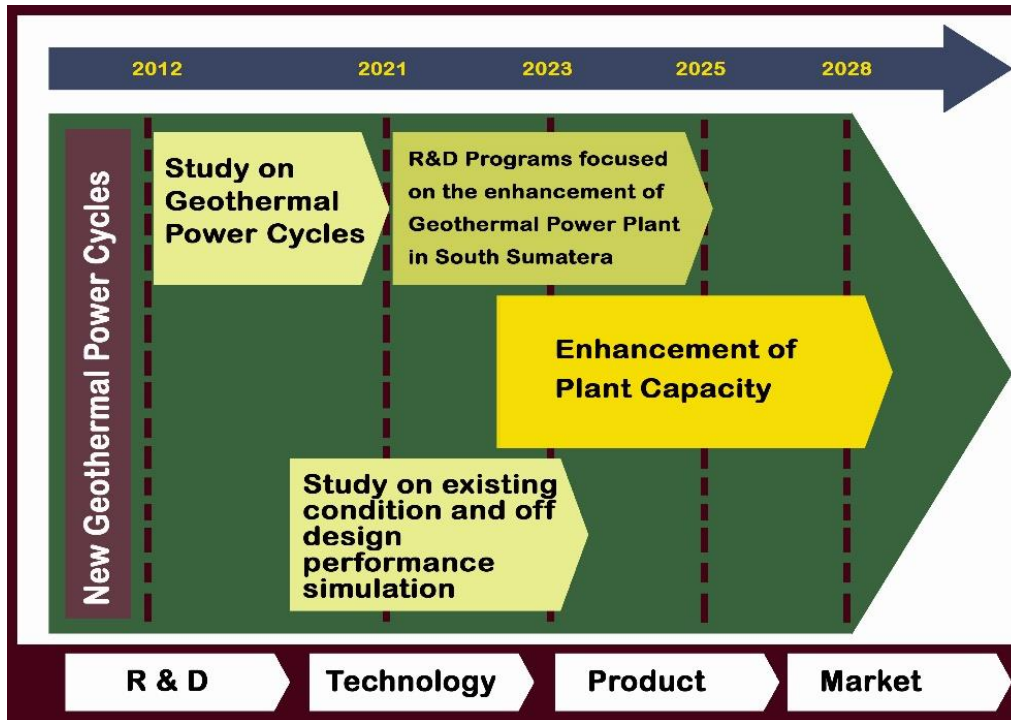 2012 2021 2023 2025 2028
New Geothermal Power Cycles
Study on
Geothermal
Power Cycles
R&D Programs focused
on the enhancement of
Geothermal Power Plant
in South Sumatera
Enhancement of
Plant Capacity
Study on existing
condition and off
design
performance
simulation
R & D Technology Product Market